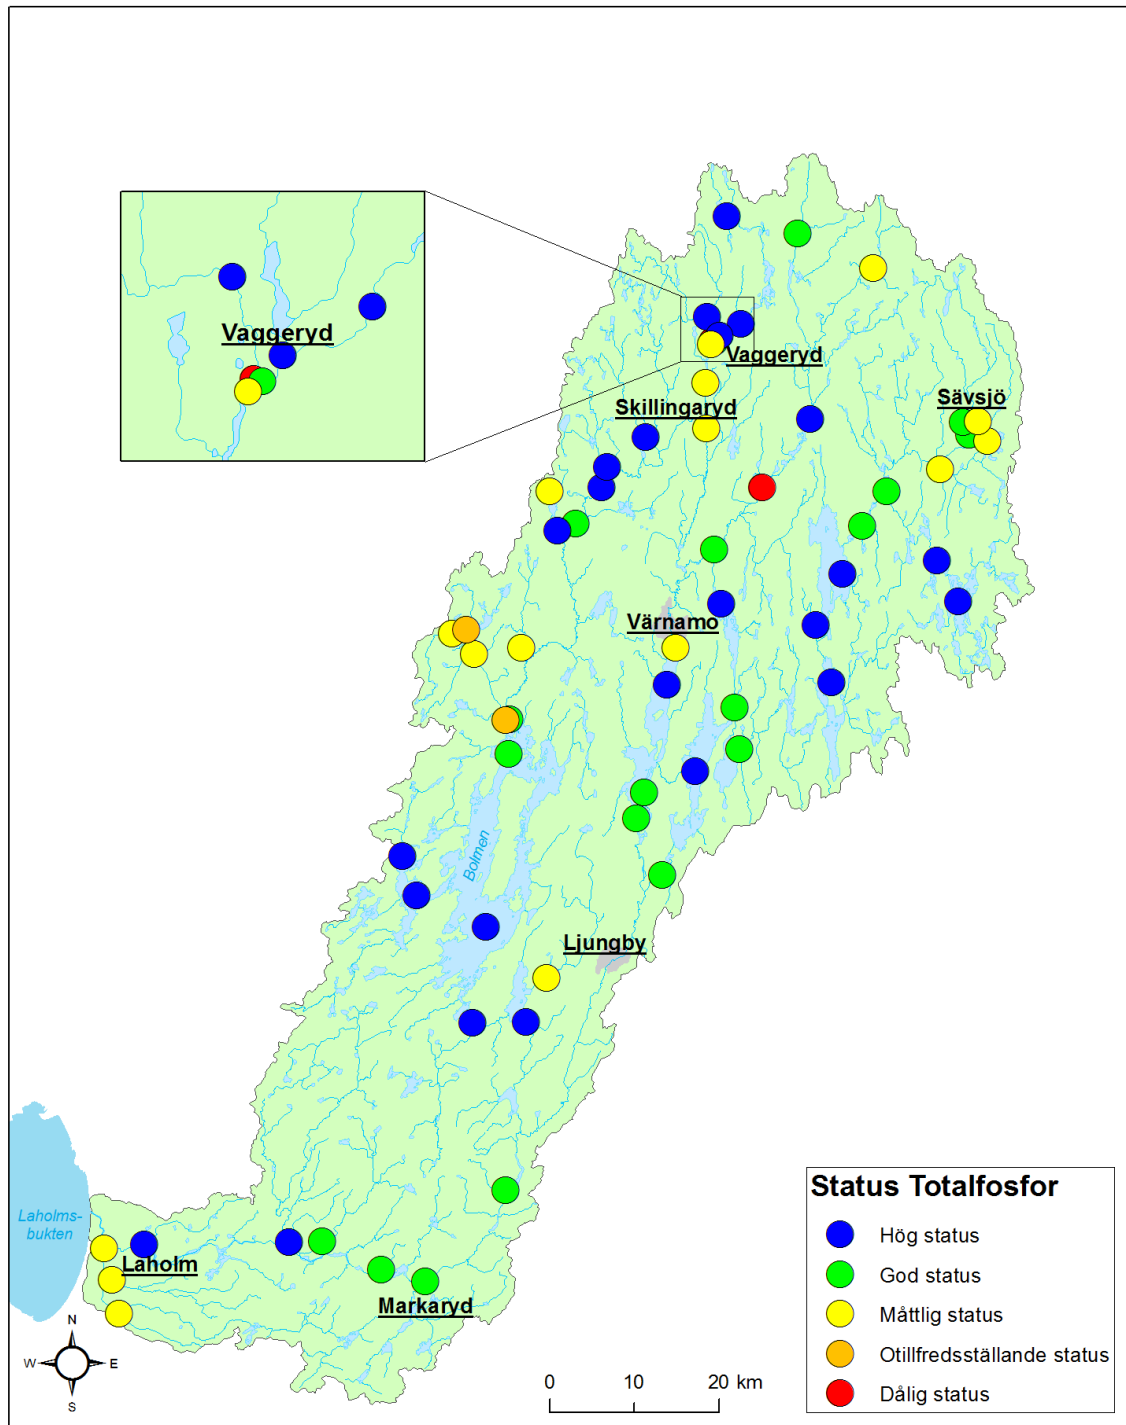 Vaggeryd
Vaggeryd
Skillingaryd
Sävsjö
Värnamo
Bolmen
Ljungby
Laholms-
bukten
Laholm
Markaryd
N
W
E
S
0
10
20 km
Status Totalfosfor
Hög status
God status
Måttlig status
Otillfredsställande status
Dålig status